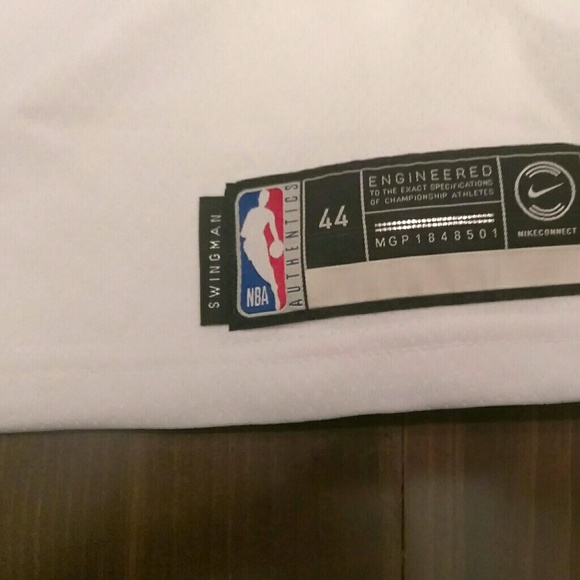 SWINGMAN
NBA
AUTHENTICS
44
ENGINEERED
TO THE EXACT SPECIFICATIONS
OF CHAMPIONSHIP ATHLETES
MGP1848501
NIKECONNECT